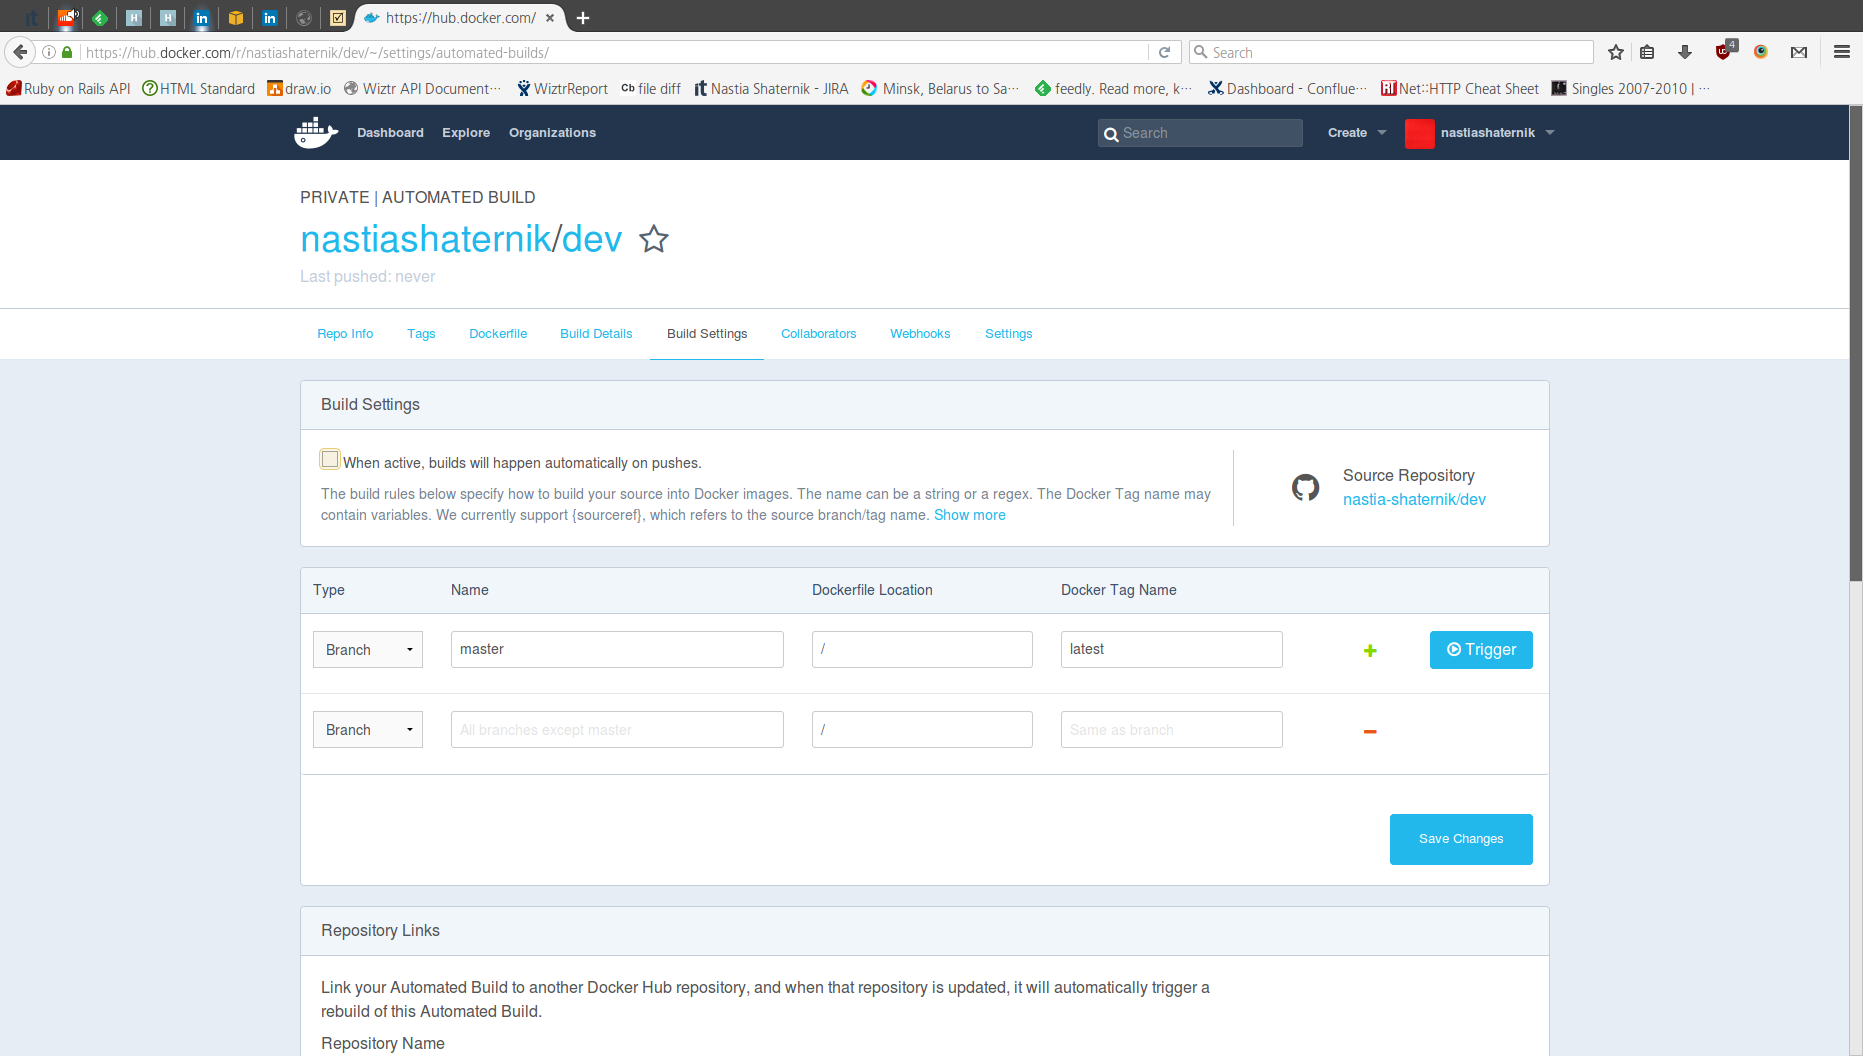 https://hub.docker.com/
https://hub.docker.com/r/nastiashaternik/dev/~/settings/automated-builds/
Search
4
Ruby on Rails API
HTML Standard
draw.io
Wiztr API Document···
WiztrReport
Cb file diff
it Nastia Shaternik - JIRA
Minsk, Belarus to Sa···
feedly. Read more, k···
Dashboard - Conflue···
Net::HTTP Cheat Sheet
Singles 2007-2010 | ···
Dashboard
Explore
Organizations
Search
Create
nastiashaternik
PRIVATE | AUTOMATED BUILD
nastiashaternik/dev
Last pushed: never
Repo Info
Tags
Dockerfile
Build Details
Build Settings
Collaborators
Webhooks
Settings
Build Settings
When active, builds will happen automatically on pushes.
The build rules below specify how to build your source into Docker images. The name can be a string or a regex. The Docker Tag name may
contain variables. We currently support {sourceref}, which refers to the source branch/tag name. Show more
Source Repository
nastia-shaternik/dev
Type
Name
Dockerfile Location
Docker Tag Name
Branch
master
/
latest
Trigger
Branch
All branches except master
/
Same as branch
Save Changes
Repository Links
Link your Automated Build to another Docker Hub repository, and when that repository is updated, it will automatically trigger a
rebuild of this Automated Build.
Repository Name